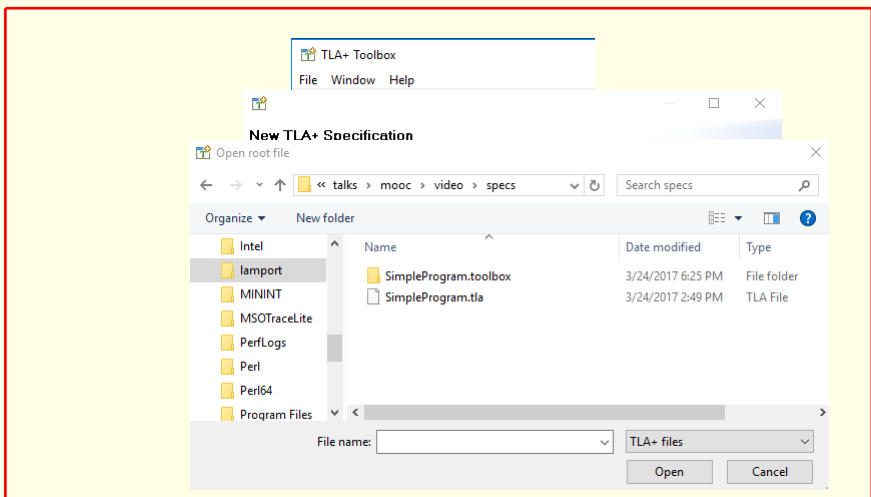 TLA+ Toolbox
File Window Help
New TLA+ Specification
Open root file
« talks › mooc › video › specs
Search specs
Organize
New folder
Name
Date modified
Type
Intel
lamport
SimpleProgram.toolbox 3/24/2017 6:25 PM File folder
MININT
SimpleProgram.tla 3/24/2017 2:49 PM TLA File
MSOTraceLite
PerfLogs
Perl
Perl64
Program Files
File name:
TLA+ files
Open
Cancel